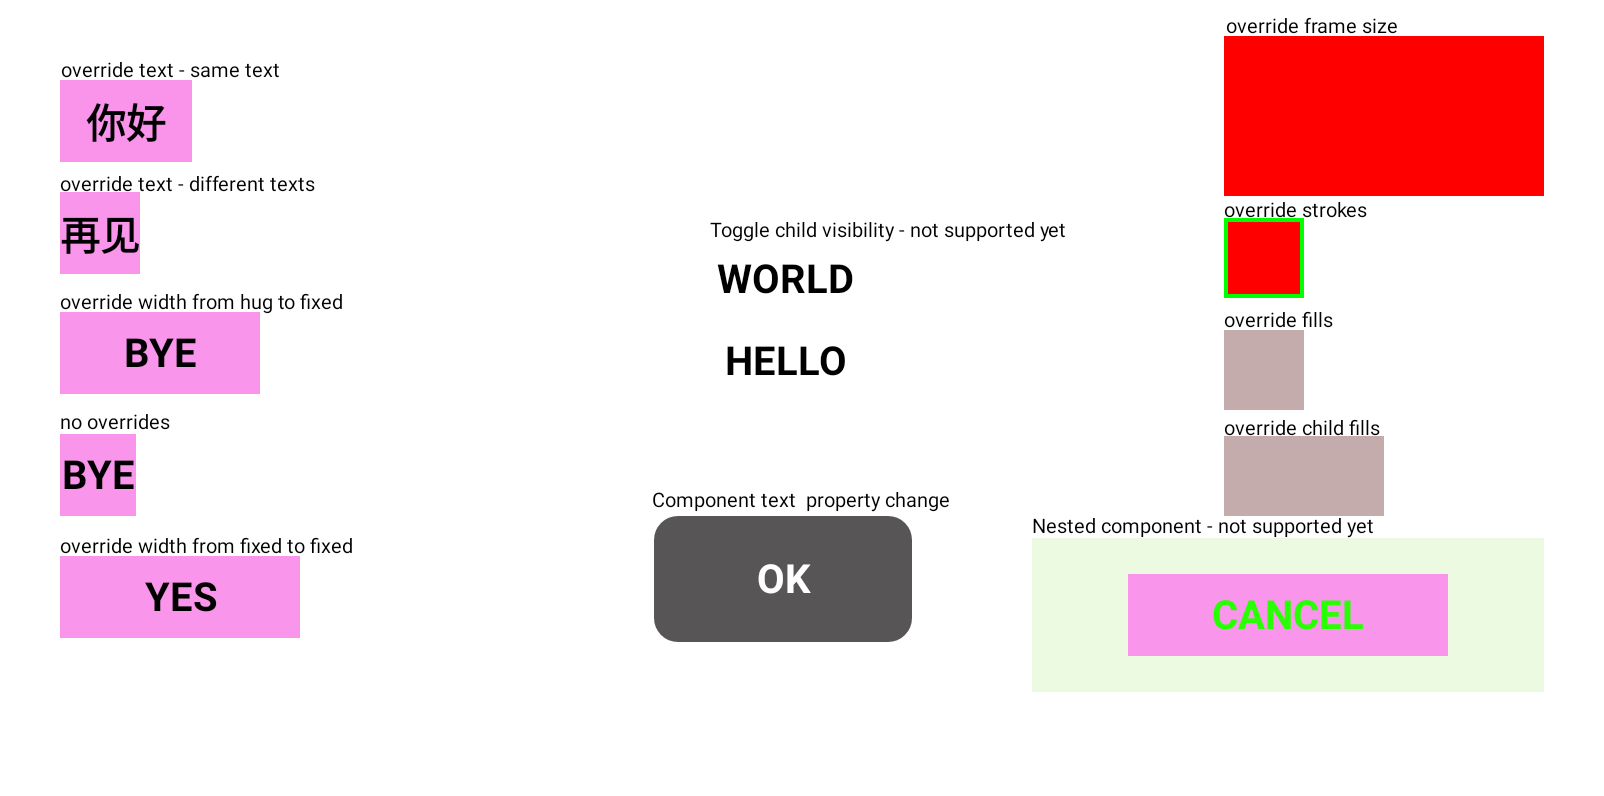 override text - same text
你好
override text - different texts
再见
override width from hug to fixed
BYE
no overrides
BYE
override width from fixed to fixed
YES
Toggle child visibility - not supported yet
WORLD
HELLO
Component text  property change
OK
override frame size
override strokes
override fills
override child fills
Nested component - not supported yet
CANCEL